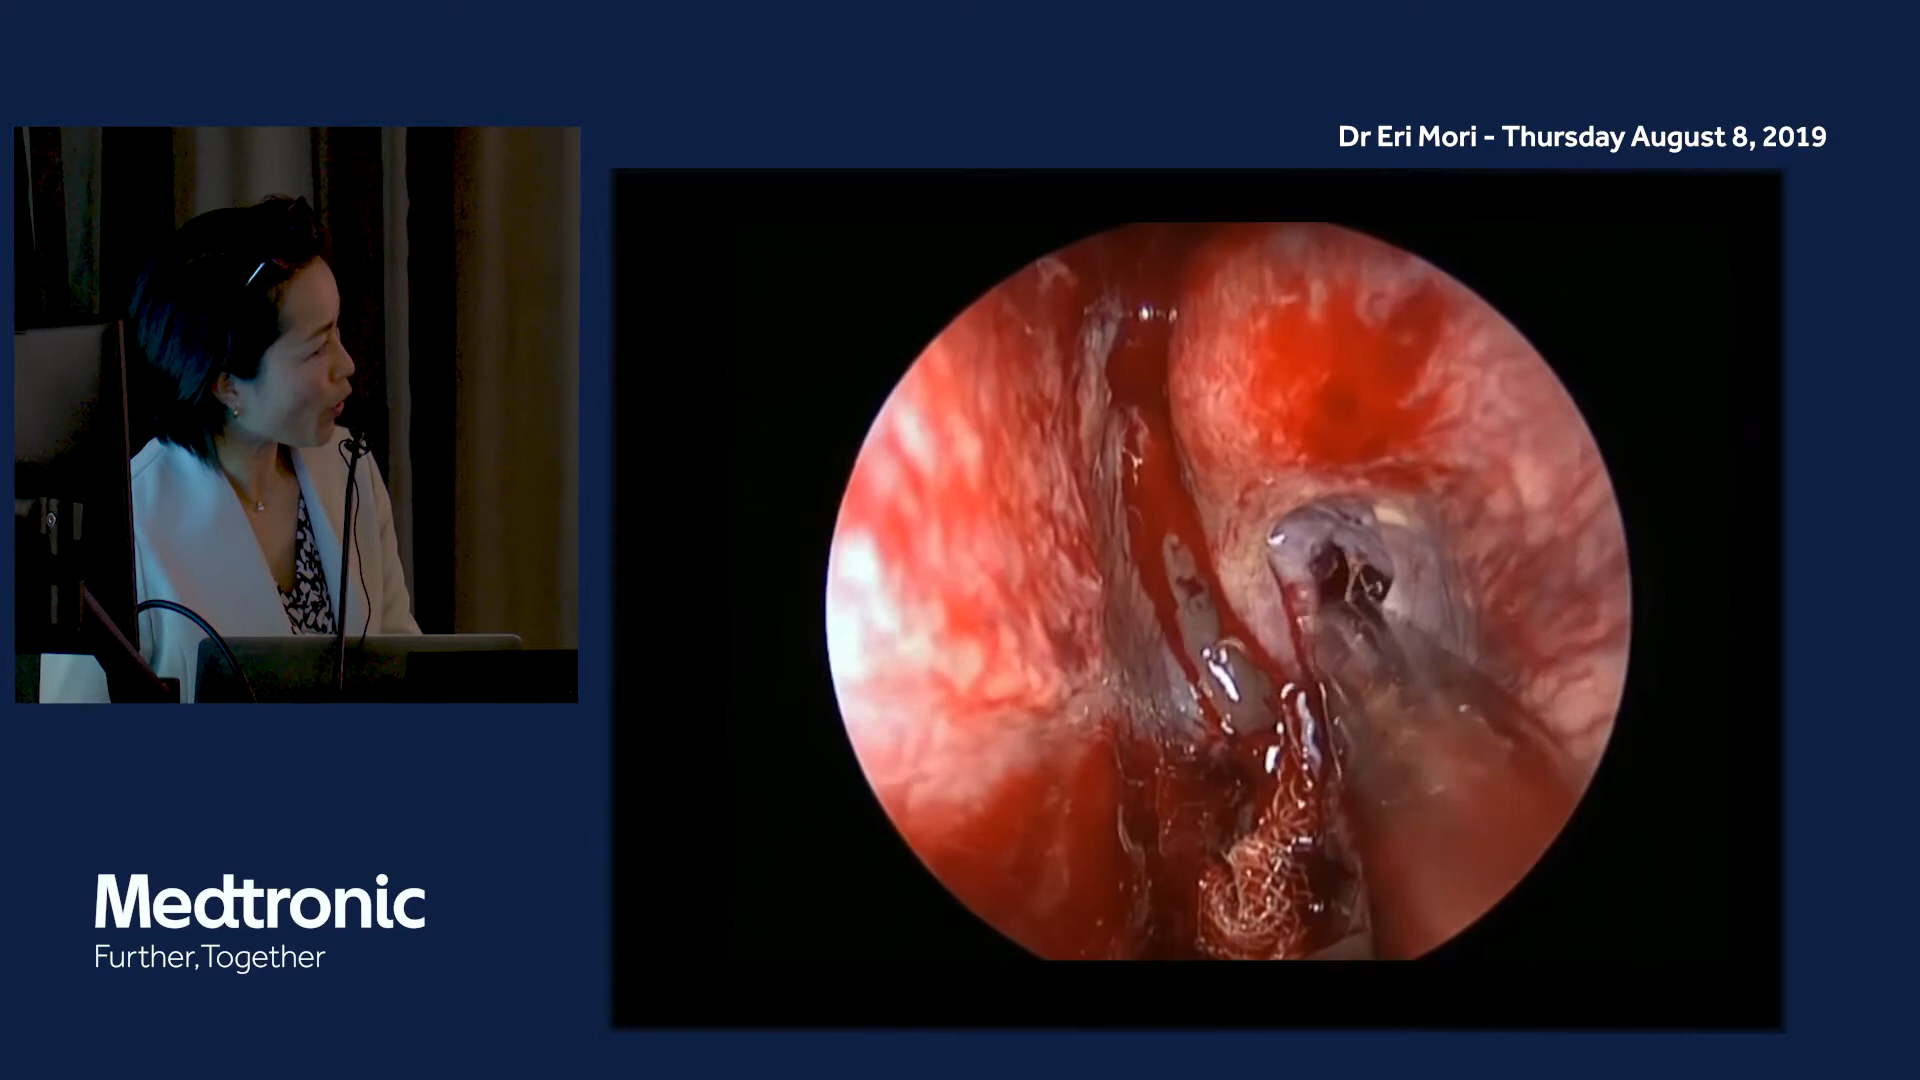 Dr Eri Mori - Thursday August 8, 2019
Medtronic
Further, Together